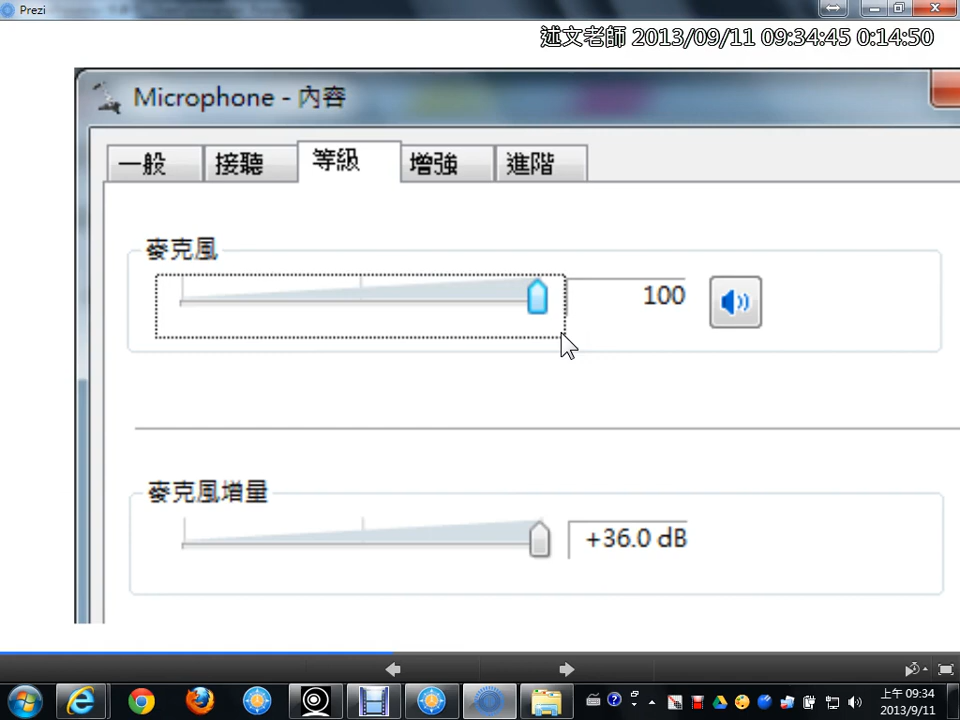 Prezi
述文老師 2013/09/11 09:34:45 0:14:50
Microphone - 內容
一般 接聽 等級 增強 進階
麥克風
100
麥克風增量
+36.0 dB
上午 09:34
2013/9/11